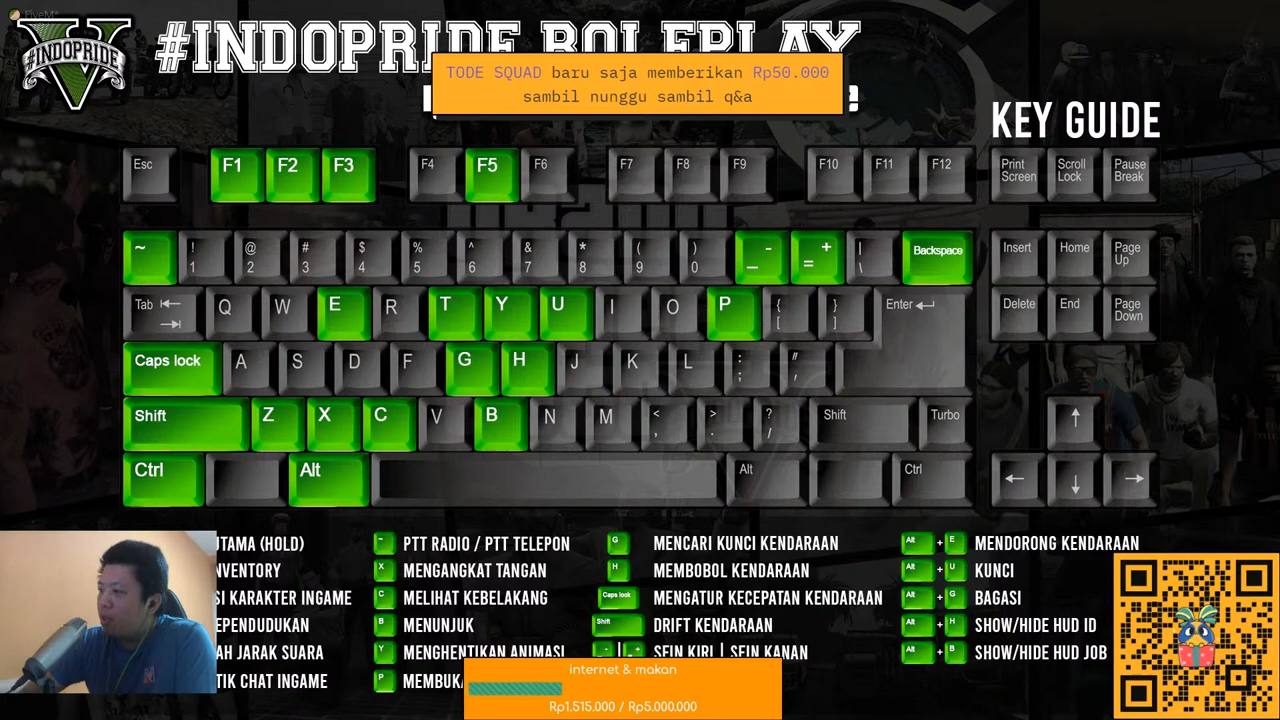 FiveM®
#INDOPRIDE
#INDOPRIDE ROLEPLAY
TODE SQUAD baru saja memberikan Rp50.000
sambil nunggu sambil q&a
KEY GUIDE
Esc F1 F2 F3 F4 F5 F6 F7 F8 F9 F10 F11 F12 Print Screen Scroll Lock Pause Break
~ ! 1 @ 2 # 3 $ 4 % 5 ^ 6 & 7 * 8 ( 9 ) 0 - _ + = | \ Backspace Insert Home Page Up
Tab Q W E R T Y U I O P { [ } ] Enter Delete End Page Down
Caps lock A S D F G H J K L : ; " ,
Shift Z X C V B N M < , > . ? / Shift Turbo ↑
Ctrl Alt Alt Ctrl ← ↓ →
UTAMA (HOLD) ~ PTT RADIO / PTT TELEPON G MENCARI KUNCI KENDARAAN Alt + E MENDORONG KENDARAAN
NVENTORY X MENGANGKAT TANGAN H MEMBOBOL KENDARAAN Alt + U KUNCI
SI KARAKTER INGAME C MELIHAT KEBELAKANG Caps lock MENGATUR KECEPATAN KENDARAAN Alt + G BAGASI
EPENDUDUKAN B MENUNJUK Shift DRIFT KENDARAAN Alt + H SHOW/HIDE HUD ID
AH JARAK SUARA Y MENGHENTIKAN ANIMASI - | + SEIN KIRI | SEIN KANAN Alt + B SHOW/HIDE HUD JOB
TIK CHAT INGAME P MEMBUKA
internet & makan
Rp1.515.000 / Rp5.000.000